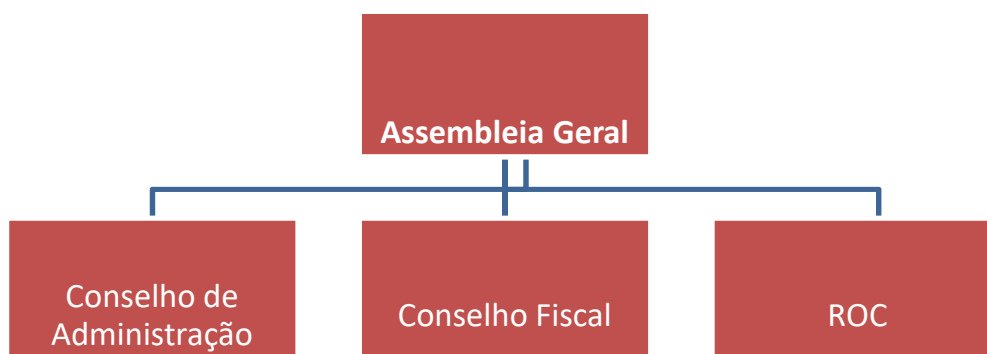 Assembleia Geral
Conselho de
Administração
Conselho Fiscal
ROC